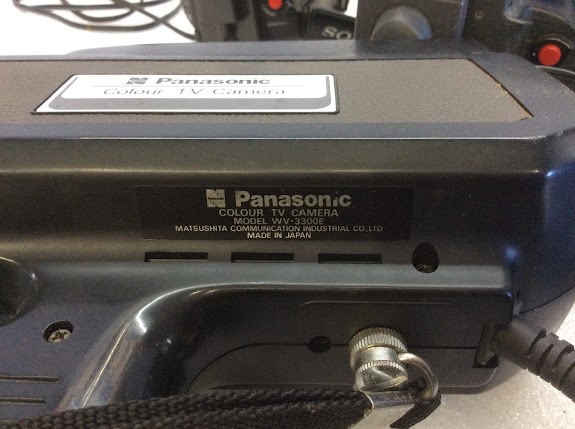 SO
Panasonic
Colour TV Camera
Panasonic
COLOUR TV CAMERA
MODEL WV-3300E
MATSUSHITA COMMUNICATION INDUSTRIAL CO.,LTD
MADE IN JAPAN